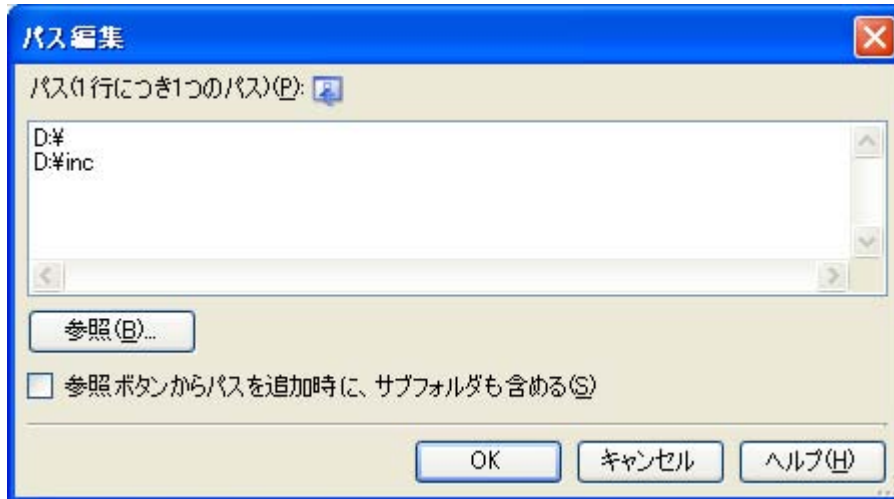 パス編集
パス(1行につき1つのパス)(P):
D:¥
D:¥inc
参照(B)...
参照ボタンからパスを追加時に、サブフォルダも含める(S)
OK キャンセル ヘルプ(H)